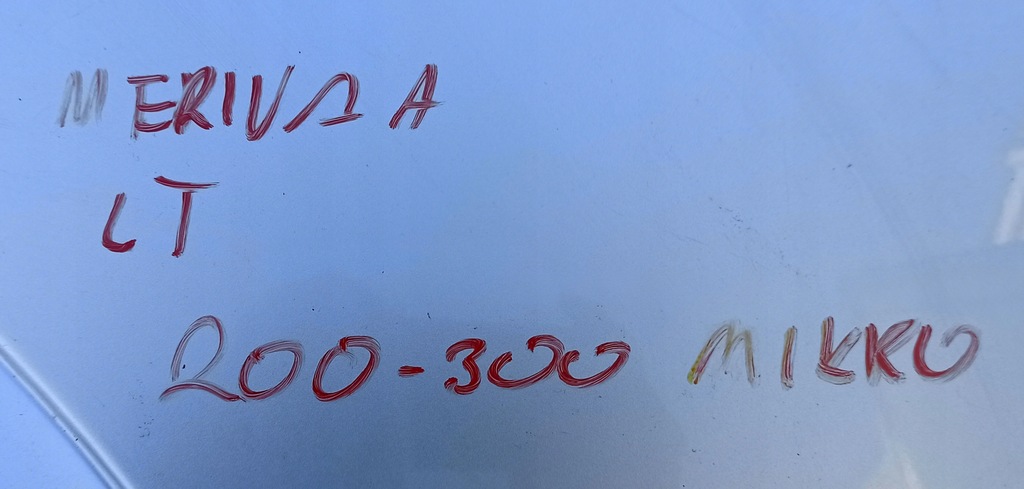 MERIVA A
LT
200-300 MIKRO